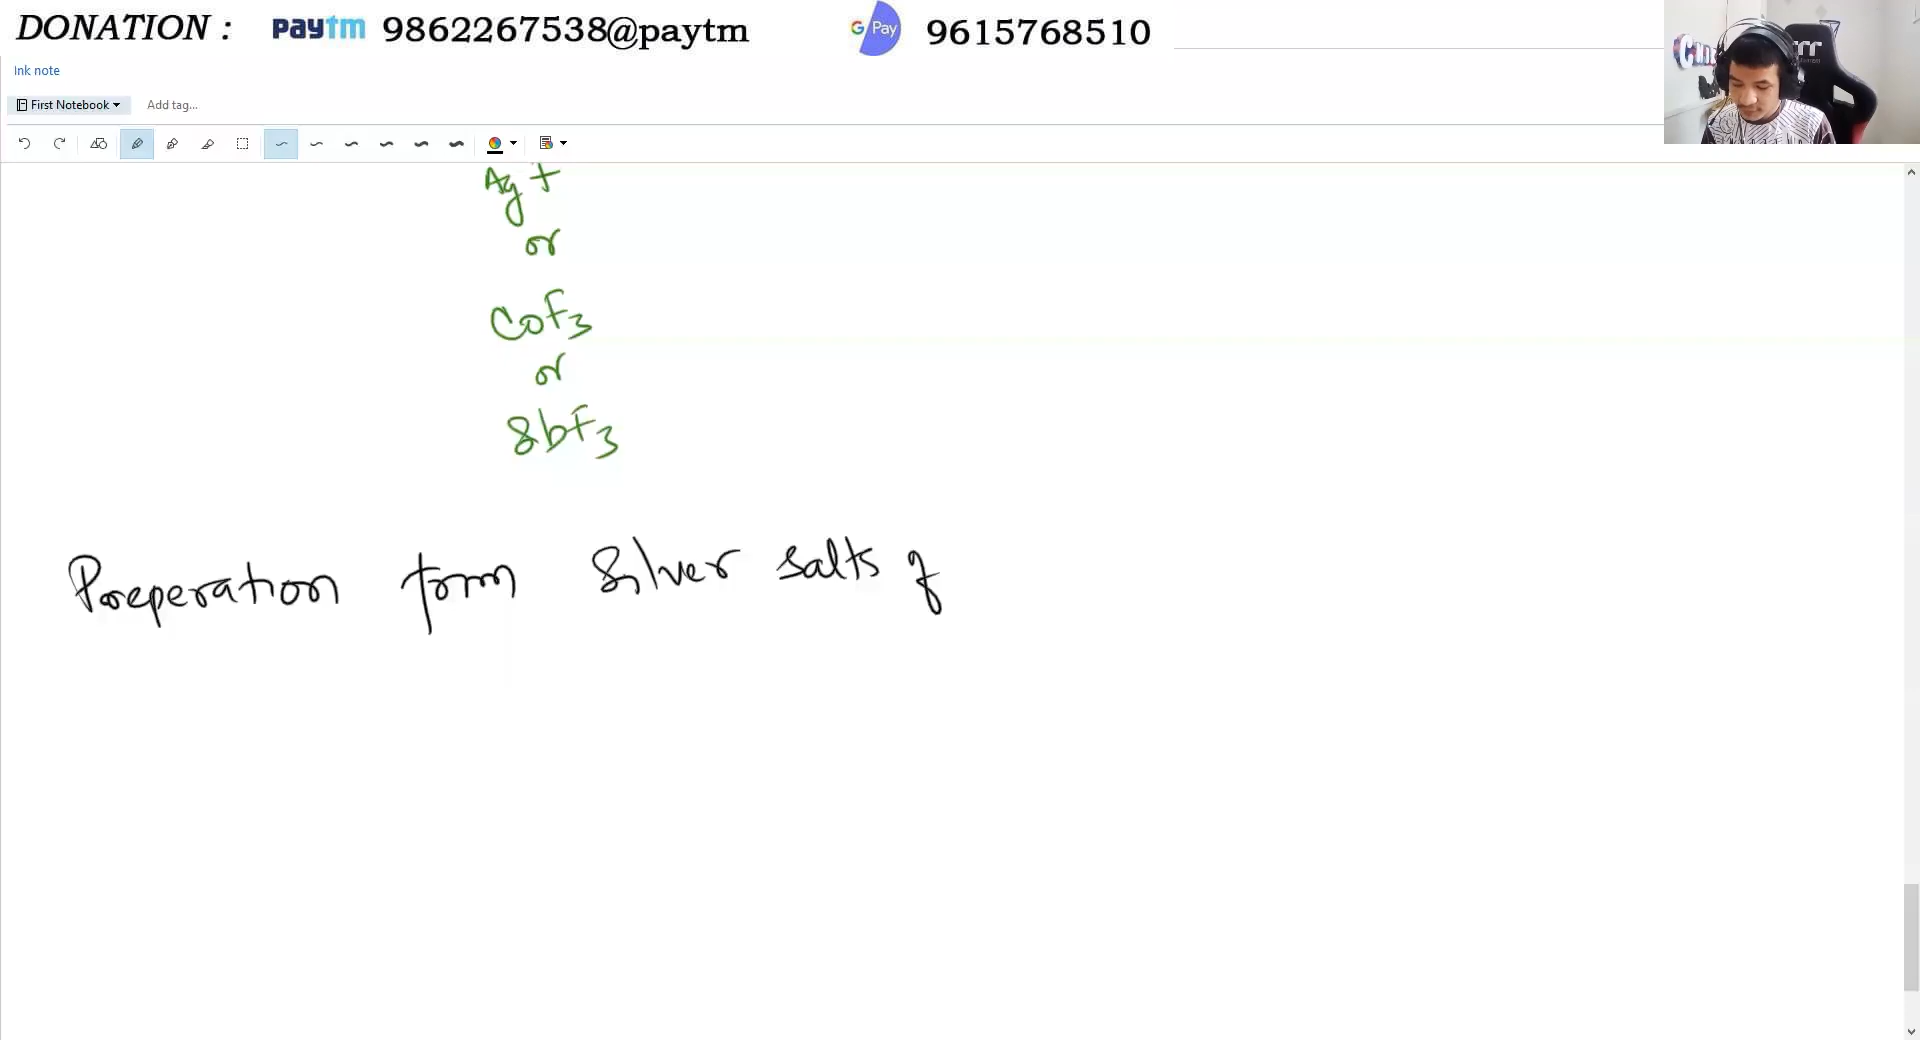 DONATION : paytm 9862267538@paytm G Pay 9615768510
Ink note
First Notebook Add tag...
Ag+
or
CoF3
or
SbF3
Preperation form Silver salts of